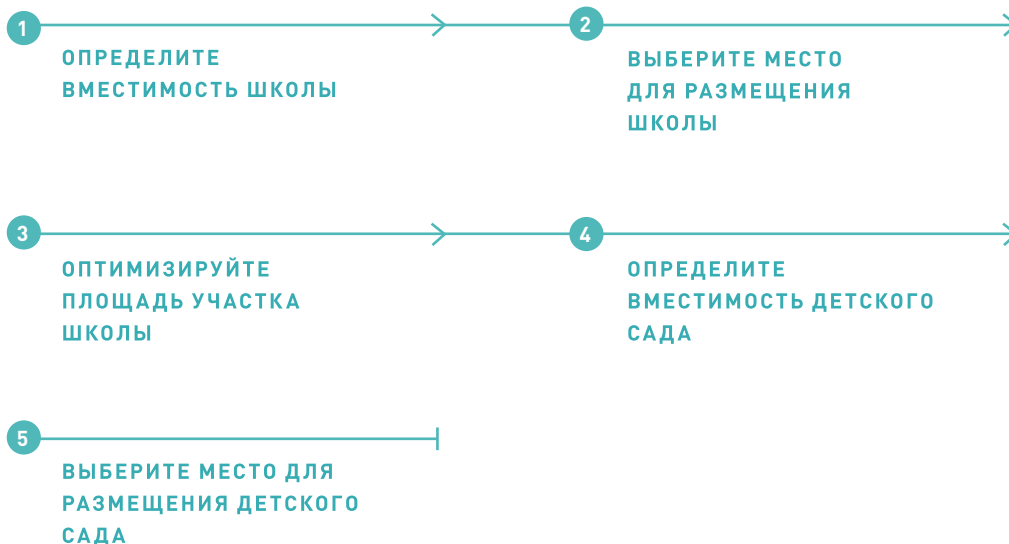 1
ОПРЕДЕЛИТЕ
ВМЕСТИМОСТЬ ШКОЛЫ
2
ВЫБЕРИТЕ МЕСТО
ДЛЯ РАЗМЕЩЕНИЯ
ШКОЛЫ
3
ОПТИМИЗИРУЙТЕ
ПЛОЩАДЬ УЧАСТКА
ШКОЛЫ
4
ОПРЕДЕЛИТЕ
ВМЕСТИМОСТЬ ДЕТСКОГО
САДА
5
ВЫБЕРИТЕ МЕСТО ДЛЯ
РАЗМЕЩЕНИЯ ДЕТСКОГО
САДА